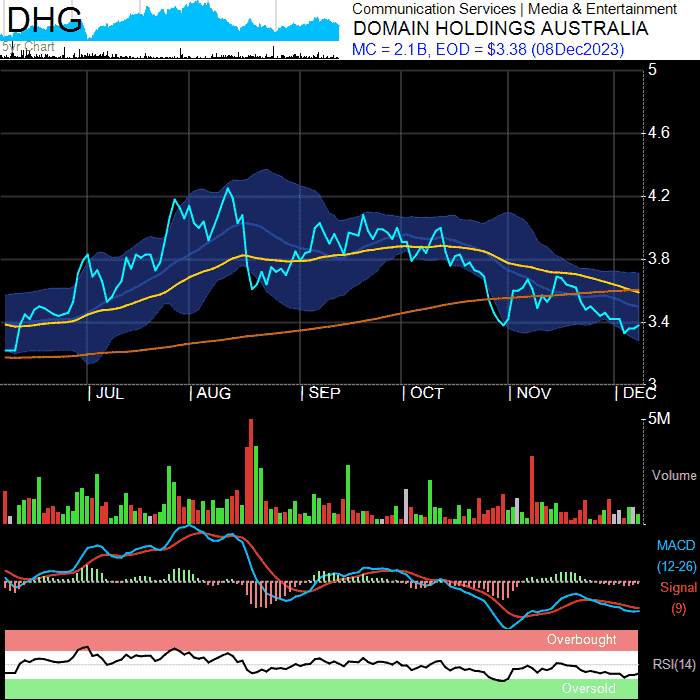 DHG
5yr Chart
Communication Services | Media & Entertainment
DOMAIN HOLDINGS AUSTRALIA
MC = 2.1B, EOD = $3.38 (08Dec2023)
5
4.6
4.2
3.8
3.4
3
JUL
AUG
SEP
OCT
NOV
DEC
5M
Volume
MACD
(12-26)
Signal
(9)
Overbought
RSI(14)
Oversold